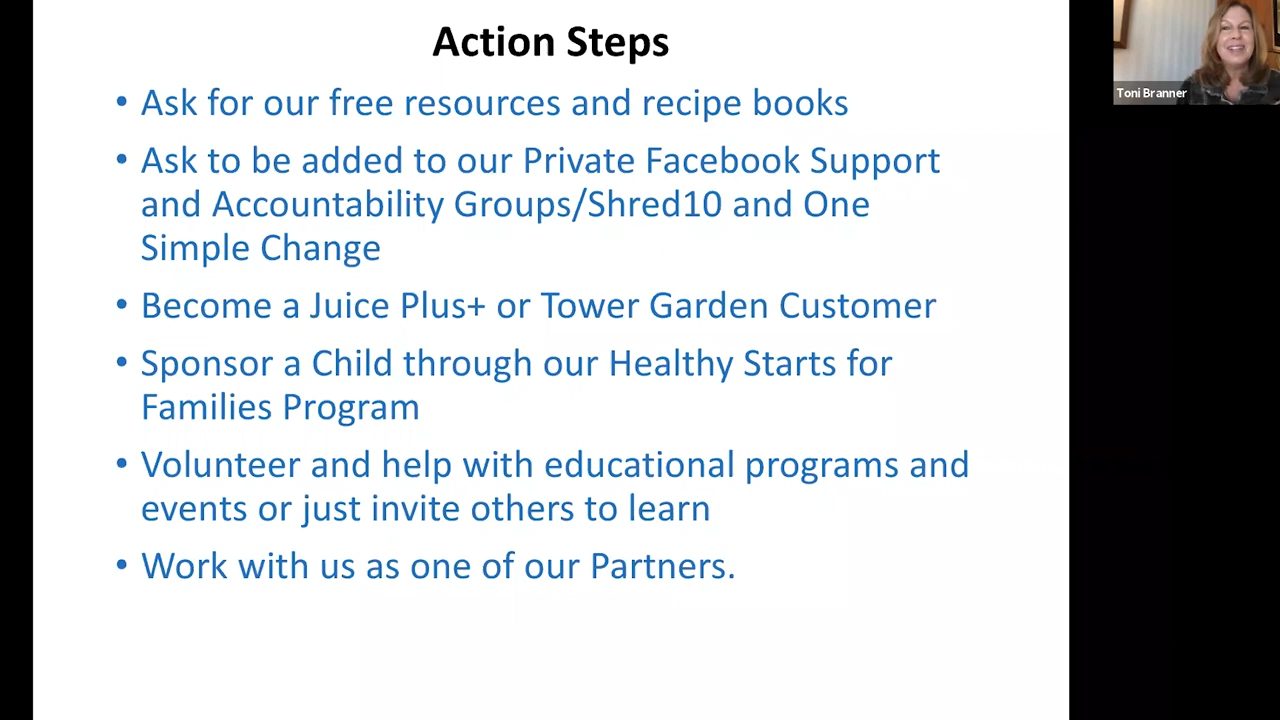 Action Steps
• Ask for our free resources and recipe books
• Ask to be added to our Private Facebook Support
and Accountability Groups/Shred10 and One
Simple Change
• Become a Juice Plus+ or Tower Garden Customer
• Sponsor a Child through our Healthy Starts for
Families Program
• Volunteer and help with educational programs and
events or just invite others to learn
• Work with us as one of our Partners.
Toni Branner